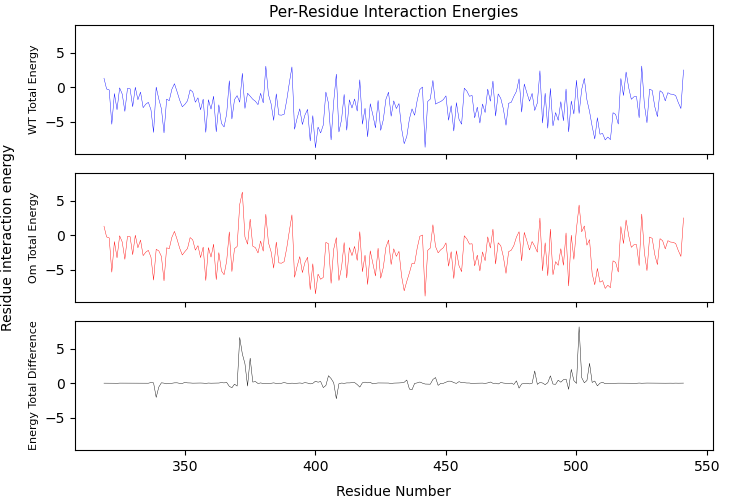 Per-Residue Interaction Energies
Residue interaction energy
WT Total Energy
5
0
−5
Om Total Energy
5
0
−5
Energy Total Difference
5
0
−5
350 400 450 500 550
Residue Number